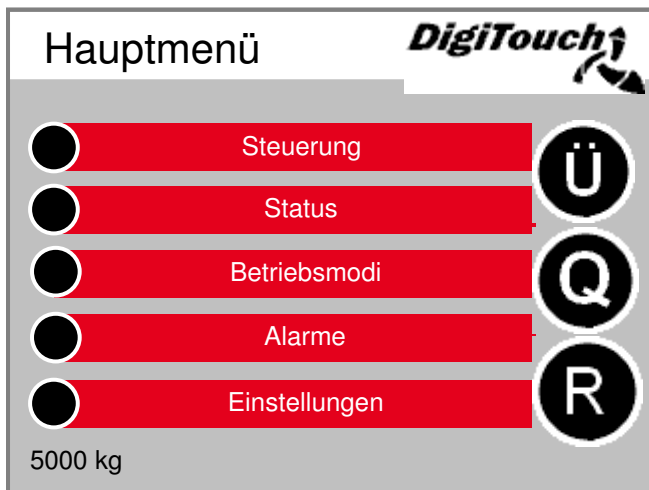 Hauptmenü
DigiTouch
Steuerung
Ü
Status
Betriebsmodi
Q
Alarme
Einstellungen
R
5000 kg